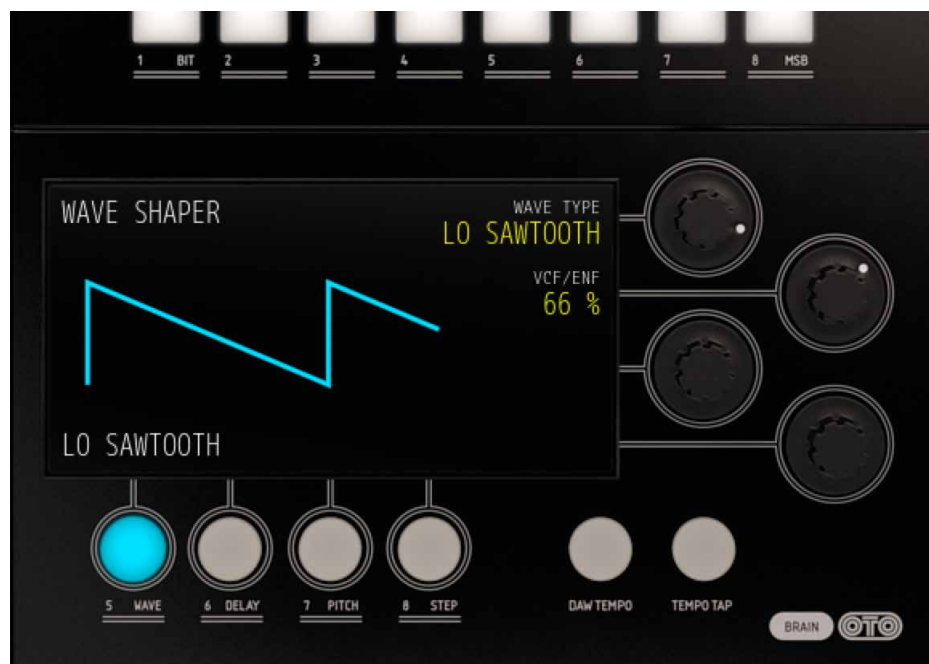 1 BIT 2 3 4 5 6 7 8 MSB
WAVE SHAPER
WAVE TYPE
LO SAWTOOTH
VCF/ENF
66 %
LO SAWTOOTH
5 WAVE 6 DELAY 7 PITCH 8 STEP
DAW TEMPO TEMPO TAP
BRAIN OTO